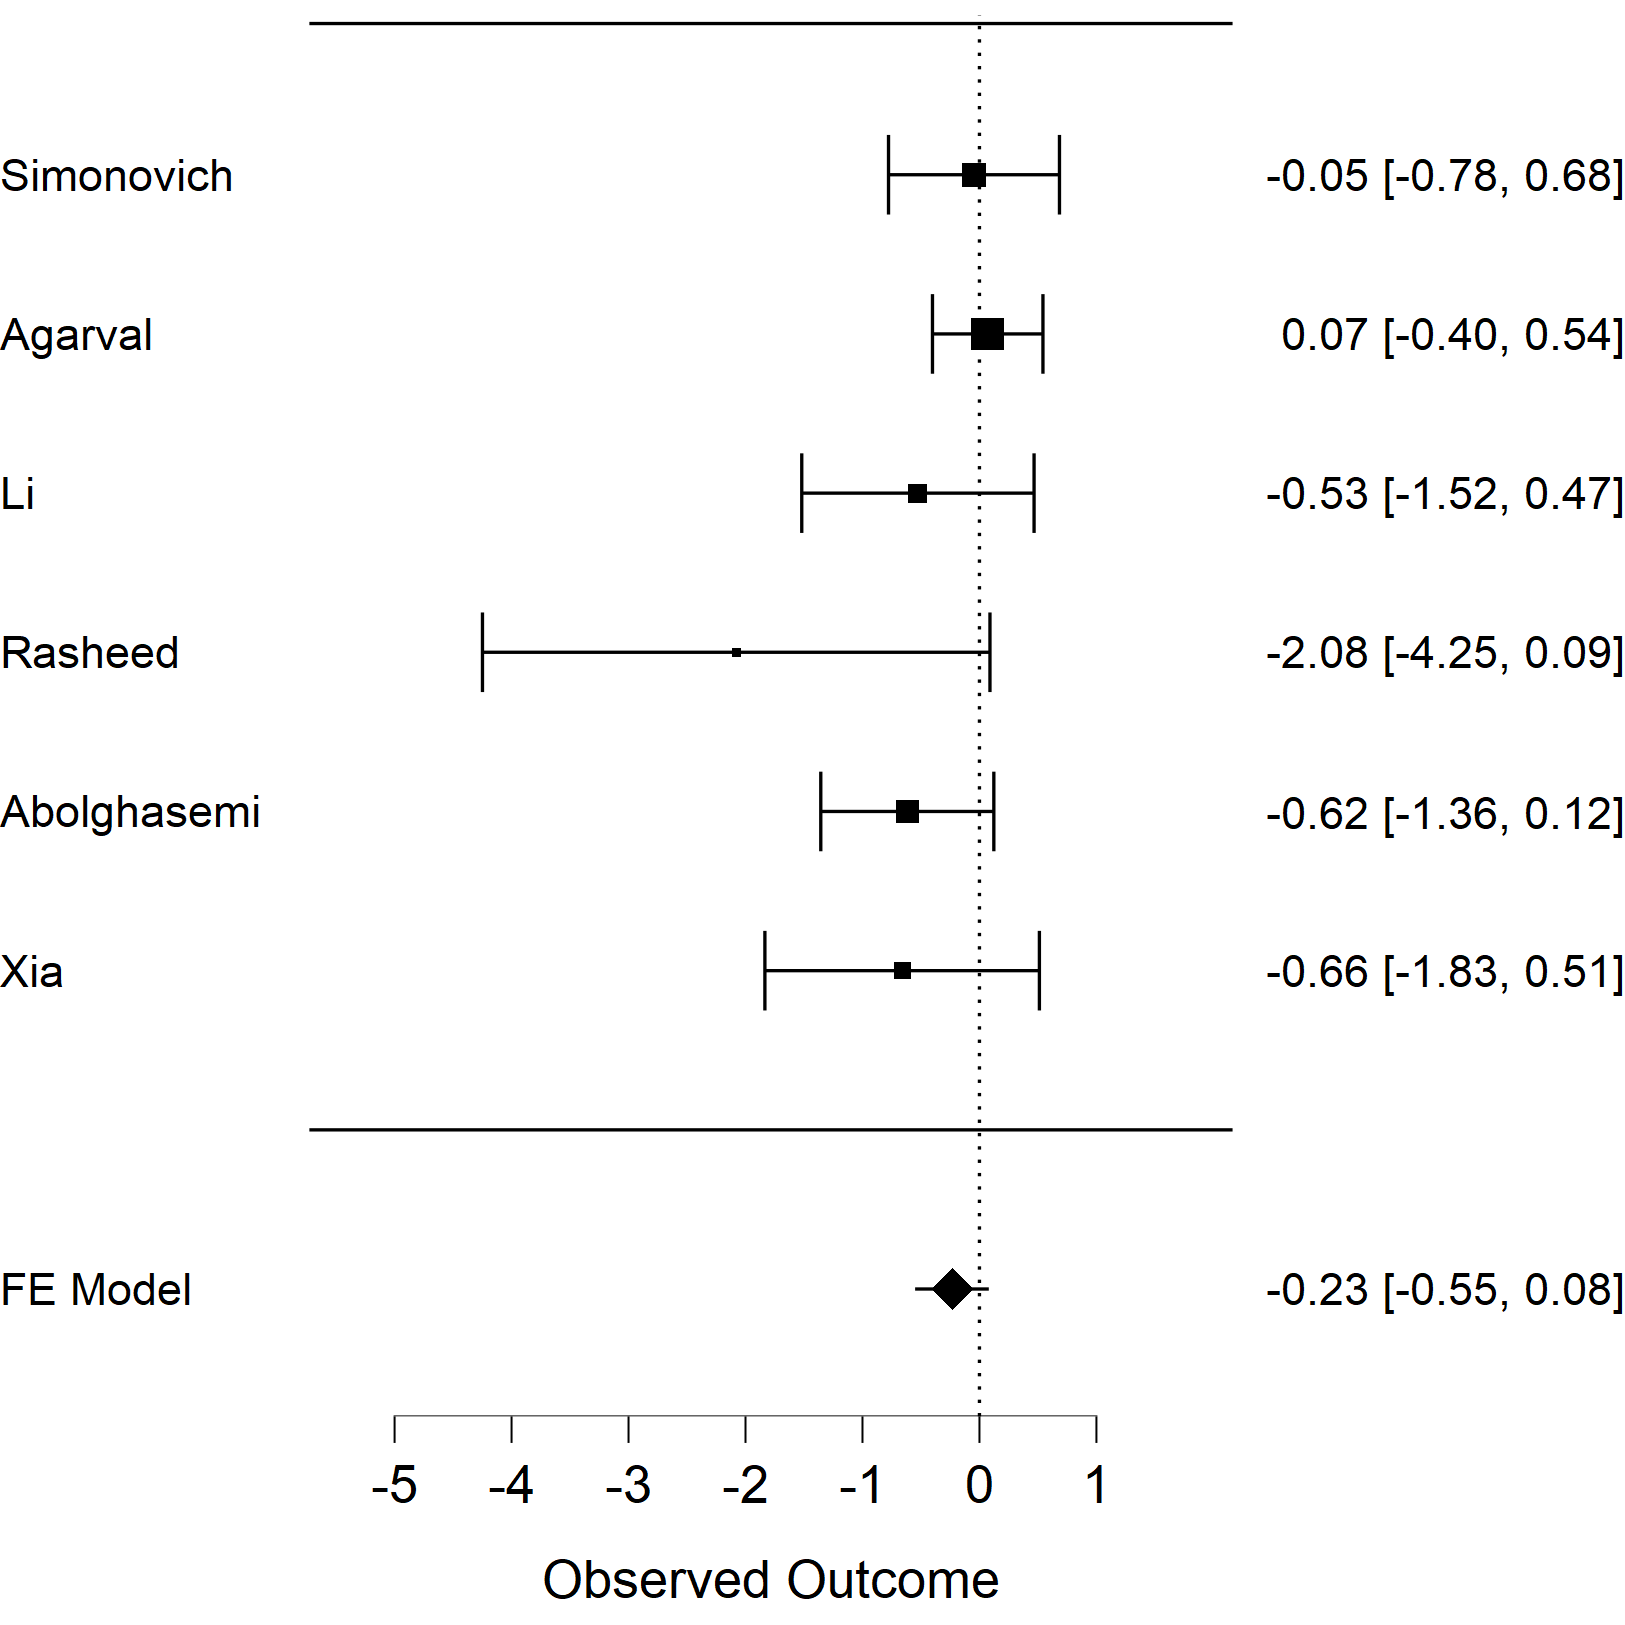 Simonovich -0.05 [-0.78, 0.68]
Agarval 0.07 [-0.40, 0.54]
Li -0.53 [-1.52, 0.47]
Rasheed -2.08 [-4.25, 0.09]
Abolghasemi -0.62 [-1.36, 0.12]
Xia -0.66 [-1.83, 0.51]
FE Model -0.23 [-0.55, 0.08]
-5 -4 -3 -2 -1 0 1
Observed Outcome